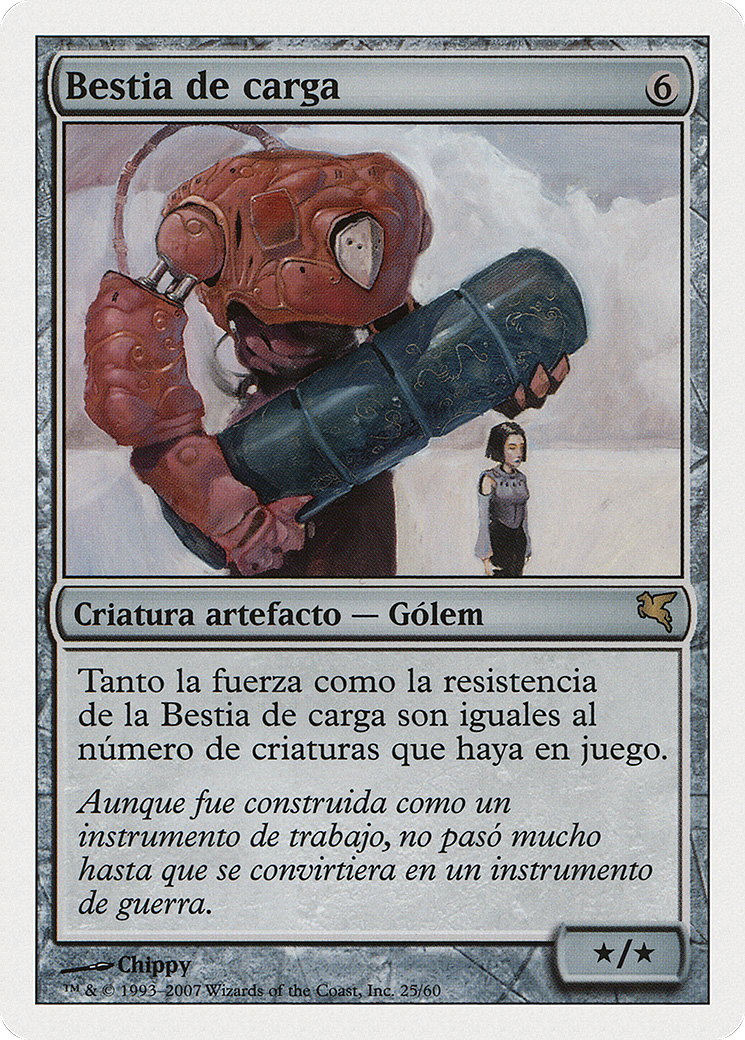 Bestia de carga
6
Criatura artefacto — Gólem
Tanto la fuerza como la resistencia
de la Bestia de carga son iguales al
número de criaturas que haya en juego.
Aunque fue construida como un
instrumento de trabajo, no pasó mucho
hasta que se convirtiera en un instrumento
de guerra.
★/★
Chippy
™ & © 1993–2007 Wizards of the Coast, Inc. 25/60